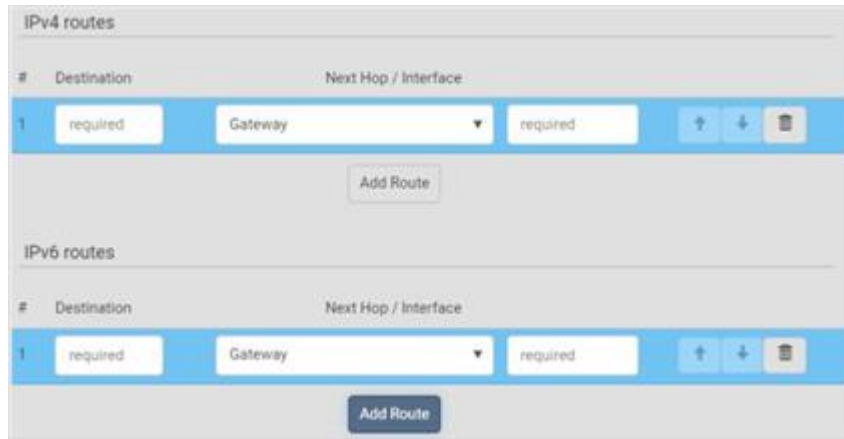 IPv4 routes
# Destination Next Hop / Interface
1 required Gateway required
Add Route
IPv6 routes
# Destination Next Hop / Interface
1 required Gateway required
Add Route